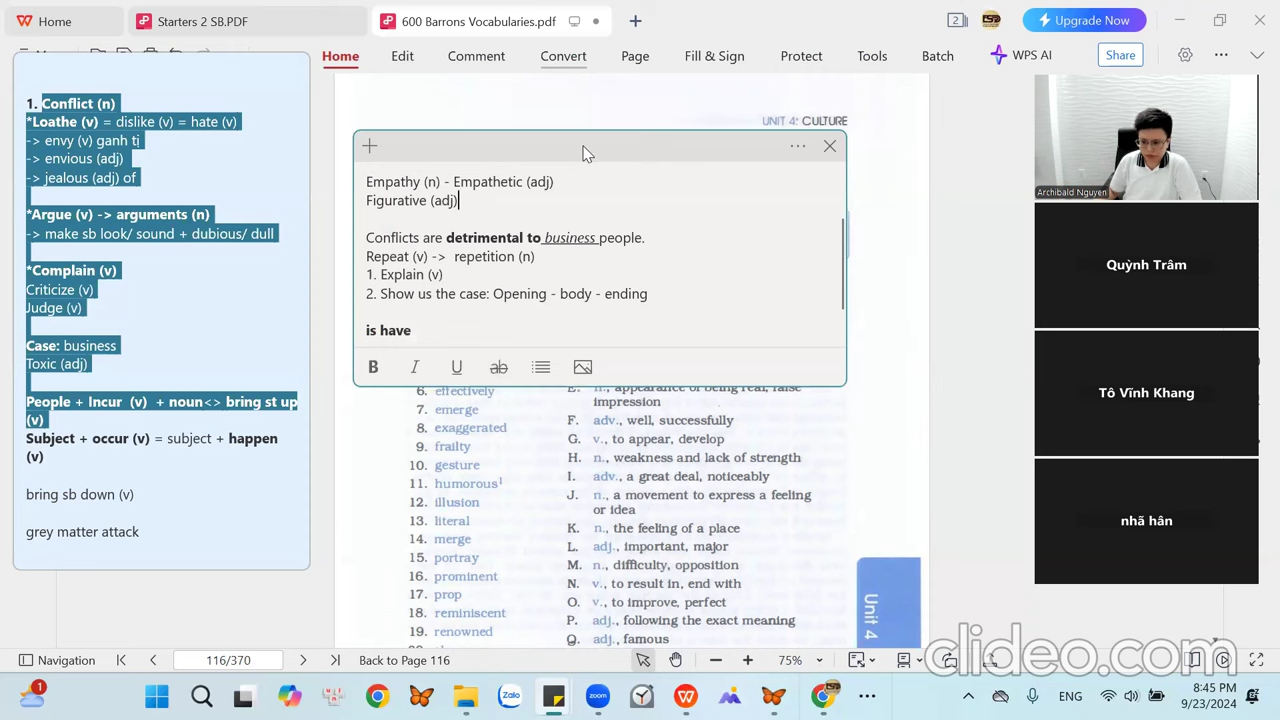 Home
Starters 2 SB.PDF
600 Barrons Vocabularies.pdf
2
Upgrade Now
Home
Edit
Comment
Convert
Page
Fill & Sign
Protect
Tools
Batch
WPS AI
Share
1. Conflict (n)
*Loathe (v) = dislike (v) = hate (v)
-> envy (v) ganh tị
-> envious (adj)
-> jealous (adj) of
*Argue (v) -> arguments (n)
-> make sb look/ sound + dubious/ dull
*Complain (v)
Criticize (v)
Judge (v)
Case: business
Toxic (adj)
People + Incur (v) + noun<> bring st up
(v)
Subject + occur (v) = subject + happen
(v)
bring sb down (v)
grey matter attack
UNIT 4: CULTURE
Empathy (n) - Empathetic (adj)
Figurative (adj)
Conflicts are detrimental to business people.
Repeat (v) -> repetition (n)
1. Explain (v)
2. Show us the case: Opening - body - ending
is have
B I U ab
6. effectively
7. emerge
8. exaggerated
9. frailty
10. gesture
11. humorous¹
12. illusion
13. literal
14. merge
15. portray
16. prominent
17. prop
18. reminiscent
19. renowned
E. n., appearance of being real, false
impression
F. adv., well, successfully
G. v., to appear, develop
H. n., weakness and lack of strength
I. adv., a great deal, noticeably
J. n., a movement to express a feeling
or idea
K. n., the feeling of a place
L. adj., important, major
M. n., difficulty, opposition
N. v., to result in, end with
O. v., to improve, perfect
P. adj., following the exact meaning
Q. adj., famous
Unit 4
Archibald Nguyen
Quỳnh Trâm
Tô Vĩnh Khang
nhã hân
Navigation
116/370
Back to Page 116
75%
clideo.com
1
Zalo
zoom
ENG
8:45 PM
9/23/2024